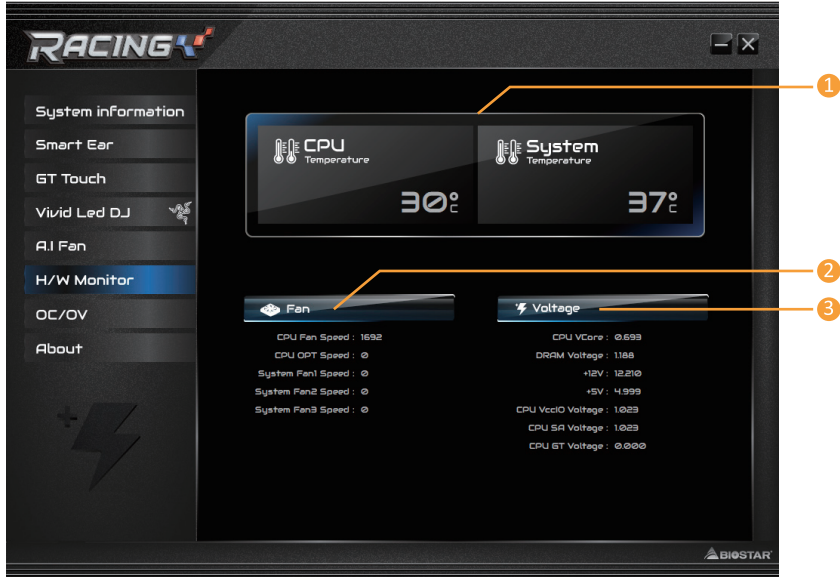 RACING
System information
Smart Ear
GT Touch
Vivid Led DJ
A.I Fan
H/W Monitor
OC/OV
About
1
CPU
Temperature
30°C
System
Temperature
37°C
2
Fan
CPU Fan Speed : 1692
CPU OPT Speed : 0
System Fan1 Speed : 0
System Fan2 Speed : 0
System Fan3 Speed : 0
3
Voltage
CPU VCore : 0.693
DRAM Voltage : 1.188
+12V : 12.210
+5V : 4.999
CPU VccIO Voltage : 1.023
CPU SA Voltage : 1.023
CPU GT Voltage : 0.000
BIOSTAR